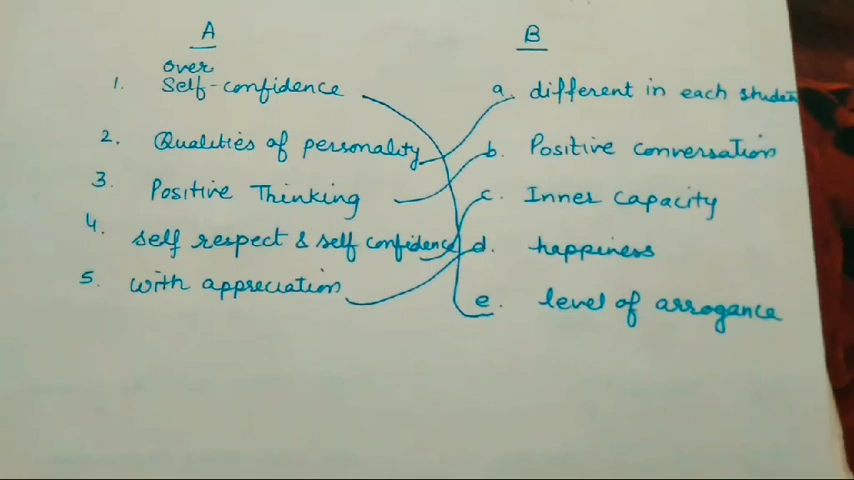 A B
over
1. Self-confidence a. different in each student
2. Qualities of personality b. Positive conversation
3. Positive Thinking c. Inner capacity
4. self respect & self confidence d. happiness
5. with appreciation e. level of arrogance